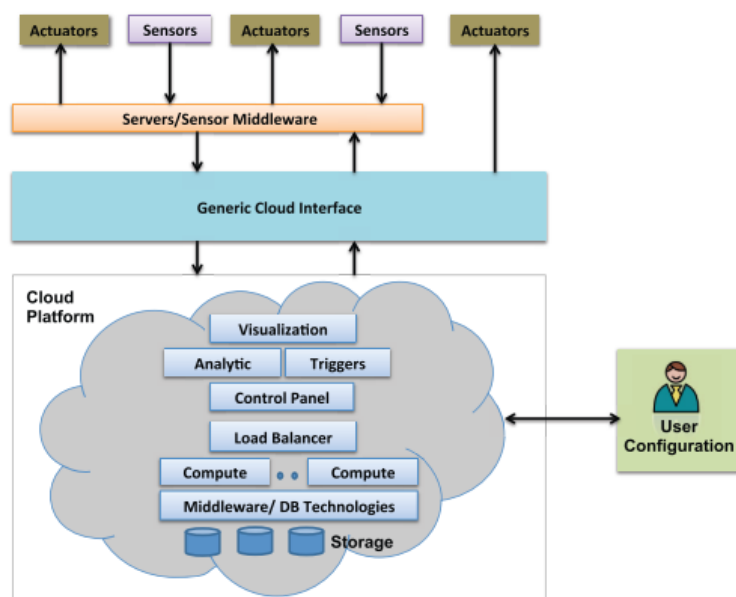 Actuators
Sensors
Actuators
Sensors
Actuators
Servers/Sensor Middleware
Generic Cloud Interface
Cloud
Platform
Visualization
Analytic
Triggers
Control Panel
Load Balancer
Compute
Compute
Middleware/ DB Technologies
Storage
User
Configuration